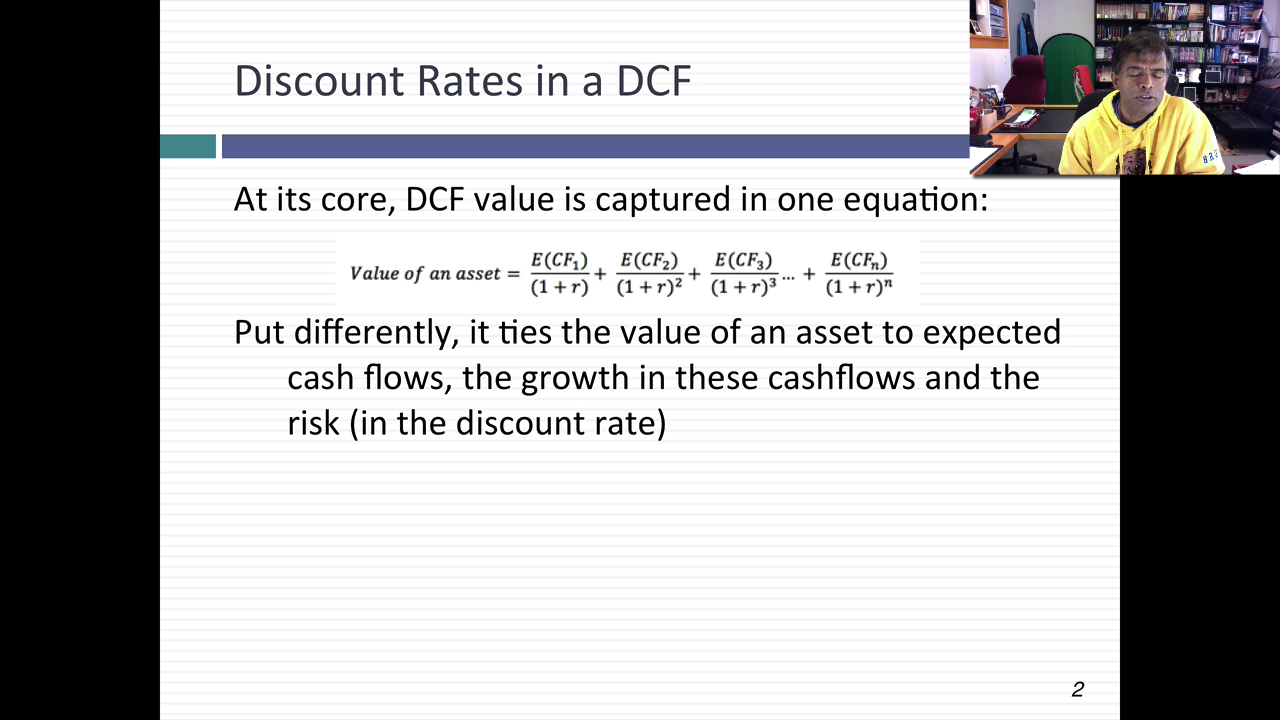 Discount Rates in a DCF
At its core, DCF value is captured in one equation:
Value of an asset = E(CF₁)/(1 + r) + E(CF₂)/(1 + r)² + E(CF₃)/(1 + r)³ ... + E(CFₙ)/(1 + r)ⁿ
Put differently, it ties the value of an asset to expected
cash flows, the growth in these cashflows and the
risk (in the discount rate)
2